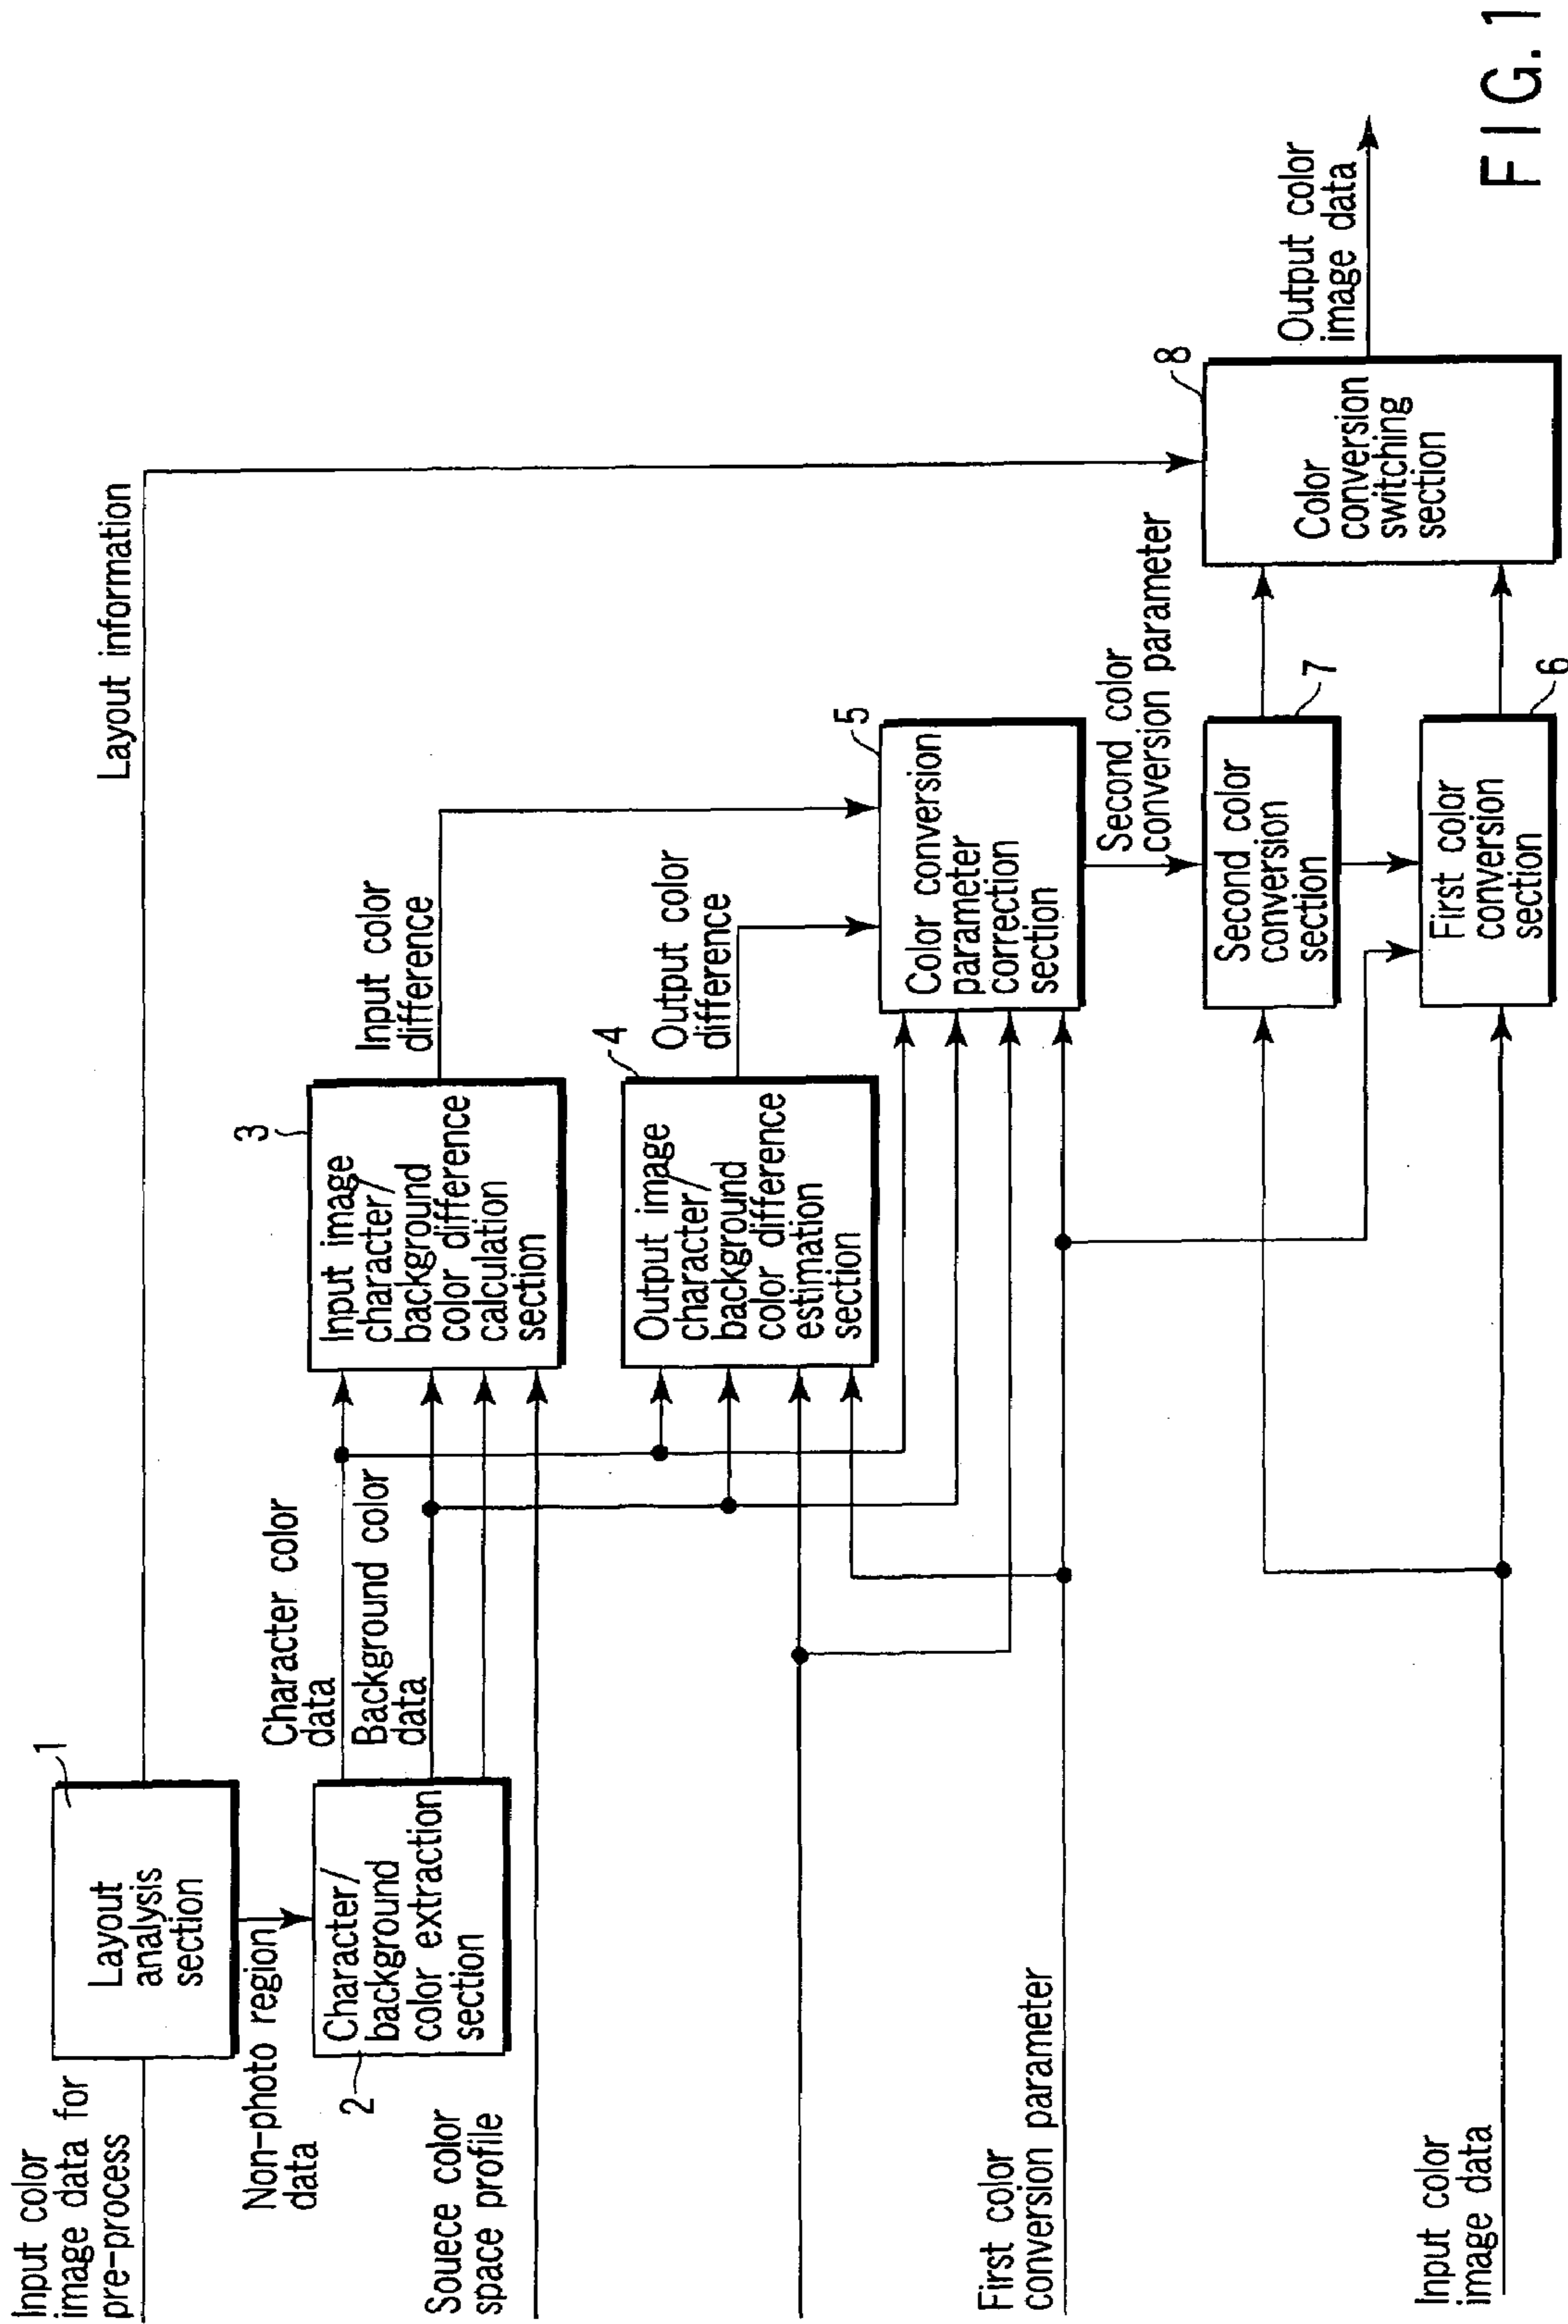 Input color
image data for
pre-process
1
Layout
analysis
section
Layout information
Non-photo region
data
2
Character/
background
color extraction
section
Character color
data
Background color
data
Souece color
space profile
3
Input image
character/
background
color difference
calculation
section
Input color
difference
4
Output image
character/
background
color difference
estimation
section
Output color
difference
5
Color conversion
parameter
correction
section
First color
conversion parameter
Second color
conversion parameter
7
Second color
conversion
section
6
First color
conversion
section
Input color
image data
8
Color
conversion
switching
section
Output color
image data
FIG. 1